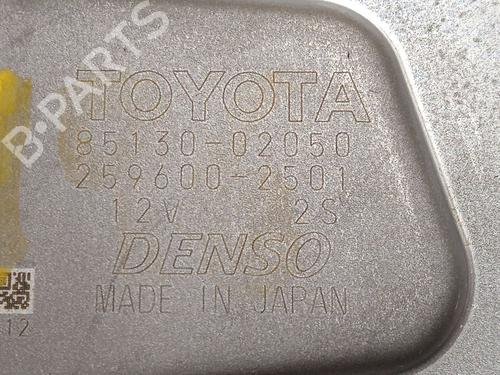 B-PARTS
TOYOTA
85130-02050
259600-2501
12V 2S
DENSO
MADE IN JAPAN
12